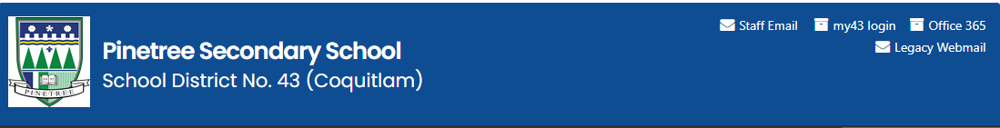 Pinetree Secondary School
School District No. 43 (Coquitlam)
Staff Email my43 login Office 365
Legacy Webmail
PINETREE